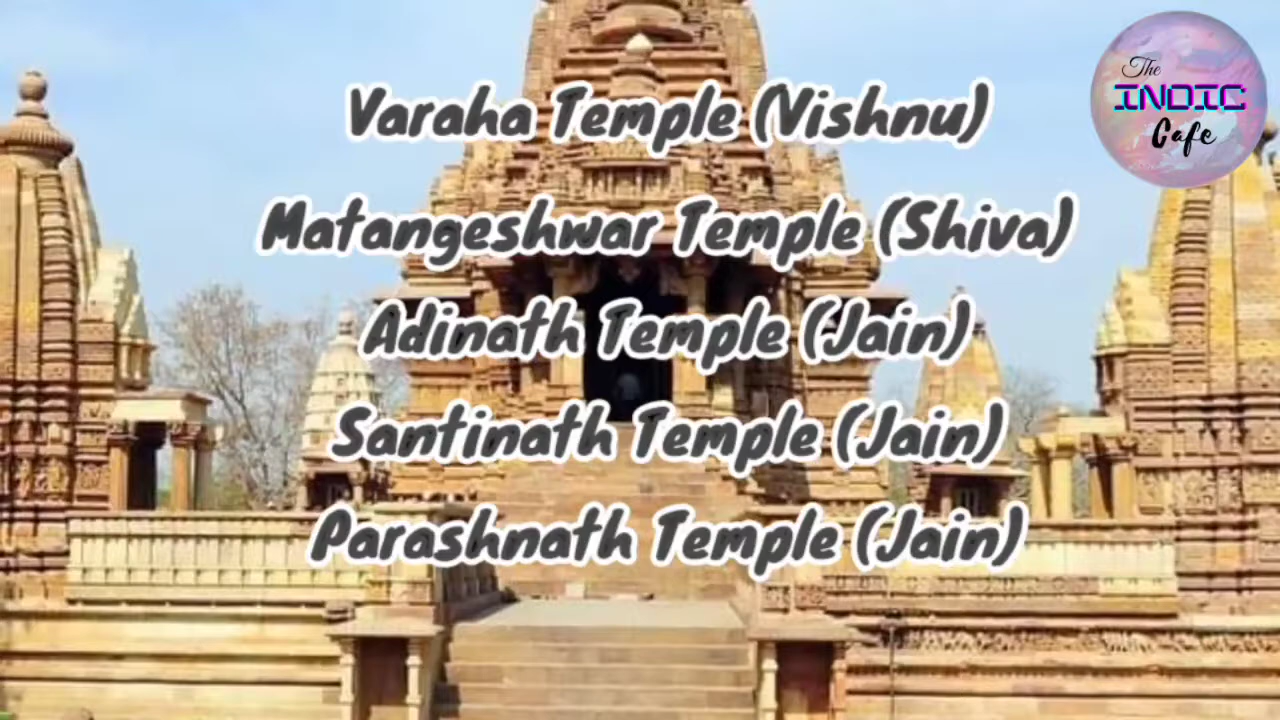 Varaha Temple (Vishnu)
Matangeshwar Temple (Shiva)
Adinath Temple (Jain)
Santinath Temple (Jain)
Parashnath Temple (Jain)
The
INDIC
Cafe